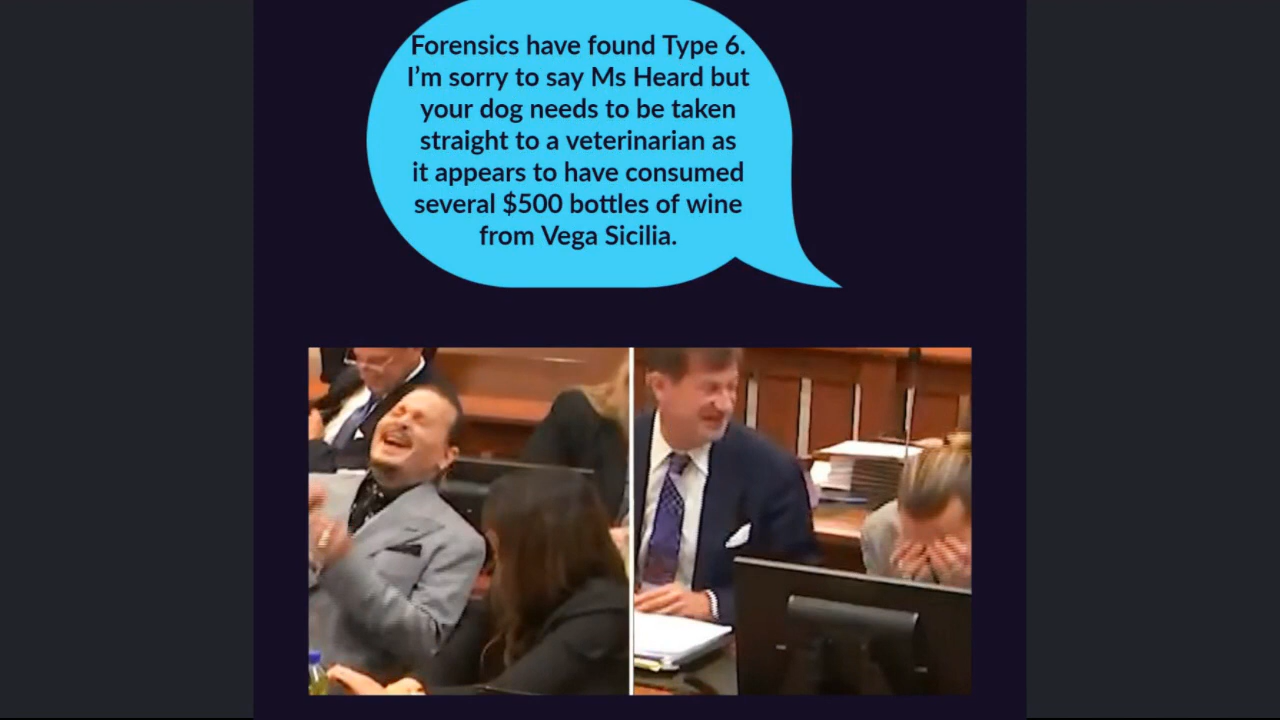 Forensics have found Type 6.
I'm sorry to say Ms Heard but
your dog needs to be taken
straight to a veterinarian as
it appears to have consumed
several $500 bottles of wine
from Vega Sicilia.